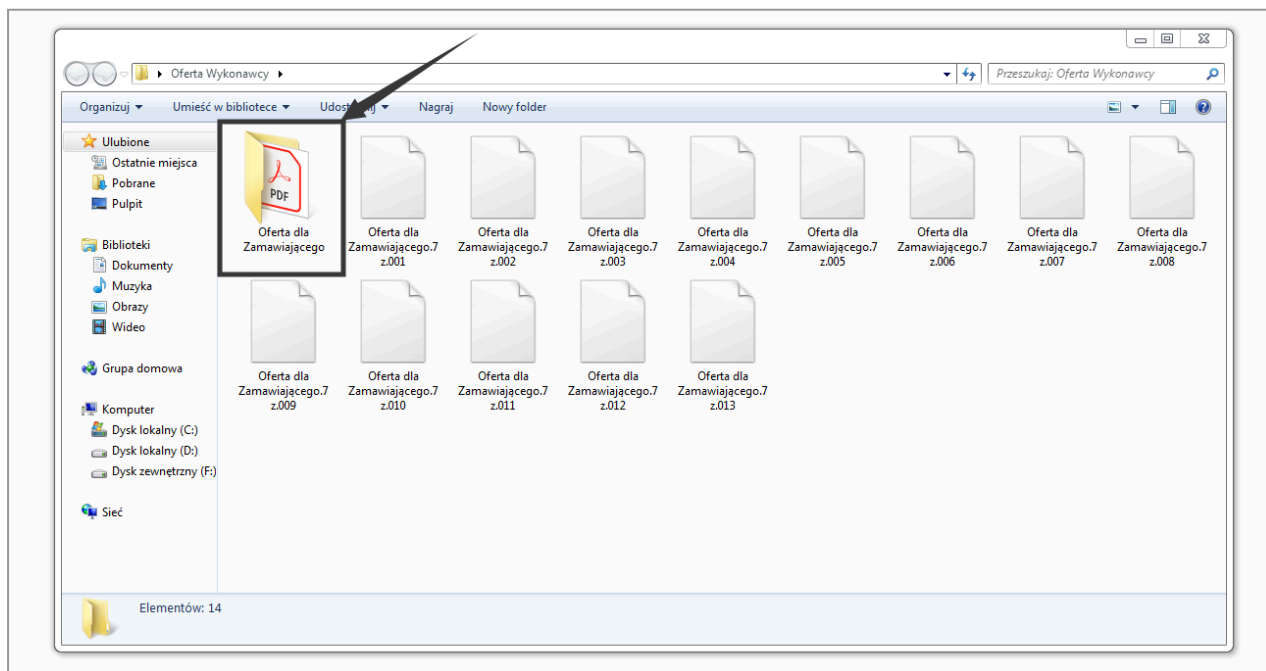 Oferta Wykonawcy
Przeszukaj: Oferta Wykonawcy
Organizuj Umieść w bibliotece Nagraj Nowy folder
Ulubione
Ostatnie miejsca
Pobrane
Pulpit
Biblioteki
Dokumenty
Muzyka
Obrazy
Wideo
Grupa domowa
Komputer
Dysk lokalny (C:)
Dysk lokalny (D:)
Dysk zewnętrzny (F:)
Sieć
PDF
Oferta dla
Zamawiającego
Oferta dla
Zamawiającego.7
z.001
Oferta dla
Zamawiającego.7
z.002
Oferta dla
Zamawiającego.7
z.003
Oferta dla
Zamawiającego.7
z.004
Oferta dla
Zamawiającego.7
z.005
Oferta dla
Zamawiającego.7
z.006
Oferta dla
Zamawiającego.7
z.007
Oferta dla
Zamawiającego.7
z.008
Oferta dla
Zamawiającego.7
z.009
Oferta dla
Zamawiającego.7
z.010
Oferta dla
Zamawiającego.7
z.011
Oferta dla
Zamawiającego.7
z.012
Oferta dla
Zamawiającego.7
z.013
Elementów: 14